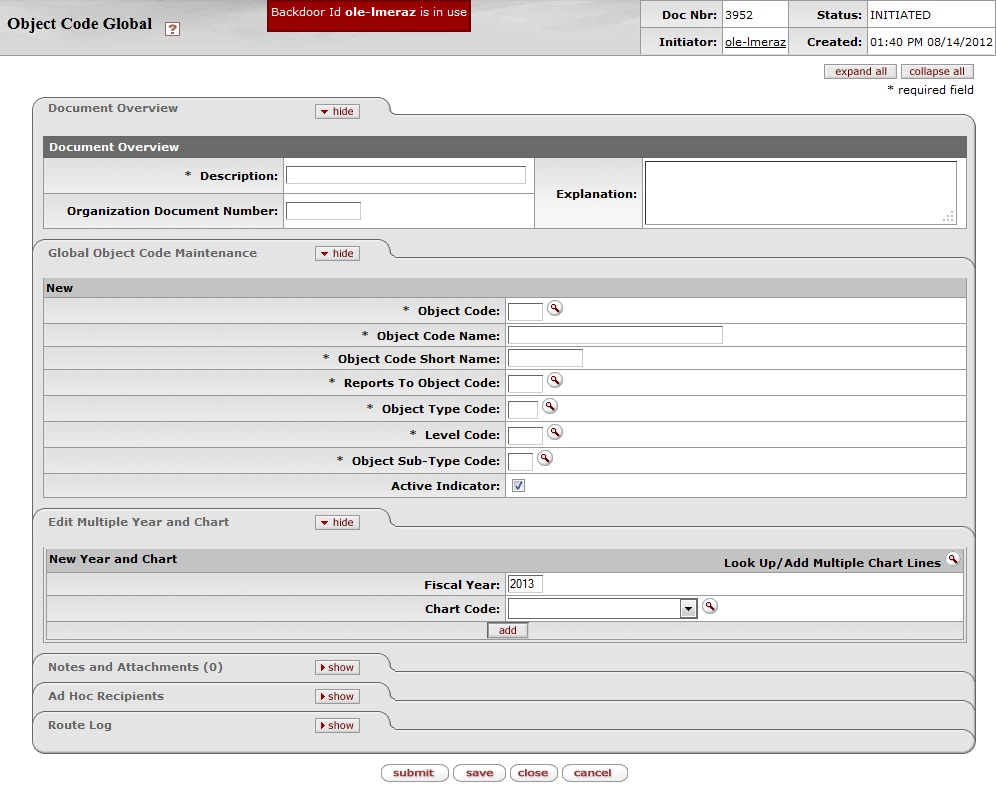 Object Code Global ?
Backdoor Id ole-lmeraz is in use
Doc Nbr: 3952 Status: INITIATED
Initiator: ole-lmeraz Created: 01:40 PM 08/14/2012
expand all collapse all
* required field
Document Overview hide
Document Overview
* Description:
Explanation:
Organization Document Number:
Global Object Code Maintenance hide
New
* Object Code:
* Object Code Name:
* Object Code Short Name:
* Reports To Object Code:
* Object Type Code:
* Level Code:
* Object Sub-Type Code:
Active Indicator:
Edit Multiple Year and Chart hide
New Year and Chart Look Up/Add Multiple Chart Lines
Fiscal Year: 2013
Chart Code:
add
Notes and Attachments (0) show
Ad Hoc Recipients show
Route Log show
submit save close cancel